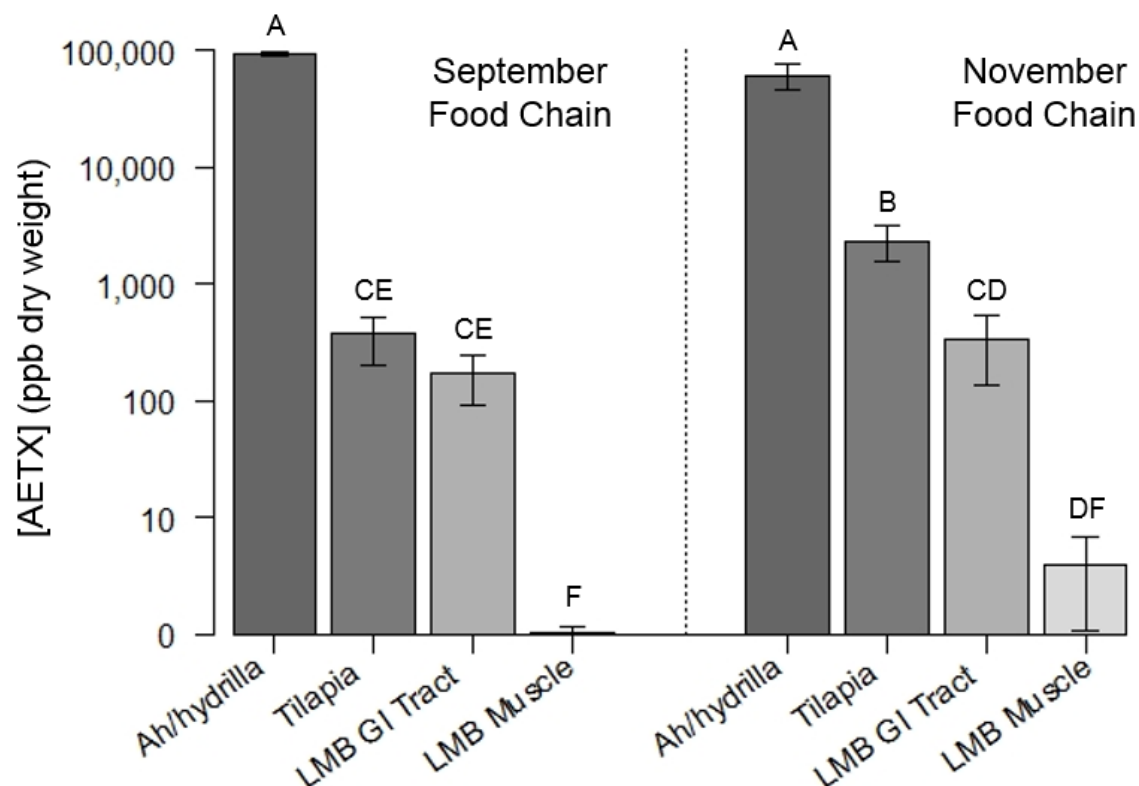 [AETX] (ppb dry weight)
100,000
10,000
1,000
100
10
0
September
Food Chain
November
Food Chain
A
CE
CE
F
A
B
CD
DF
Ah/hydrilla
Tilapia
LMB GI Tract
LMB Muscle
Ah/hydrilla
Tilapia
LMB GI Tract
LMB Muscle